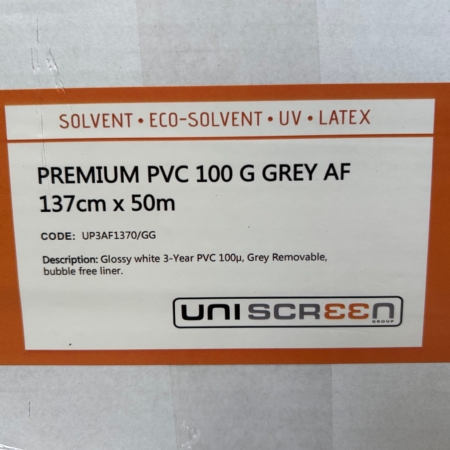 SOLVENT • ECO-SOLVENT • UV • LATEX
PREMIUM PVC 100 G GREY AF
137cm x 50m
CODE: UP3AF1370/GG
Description: Glossy white 3-Year PVC 100µ, Grey Removable,
bubble free liner.
UNISCREEN
GROUP